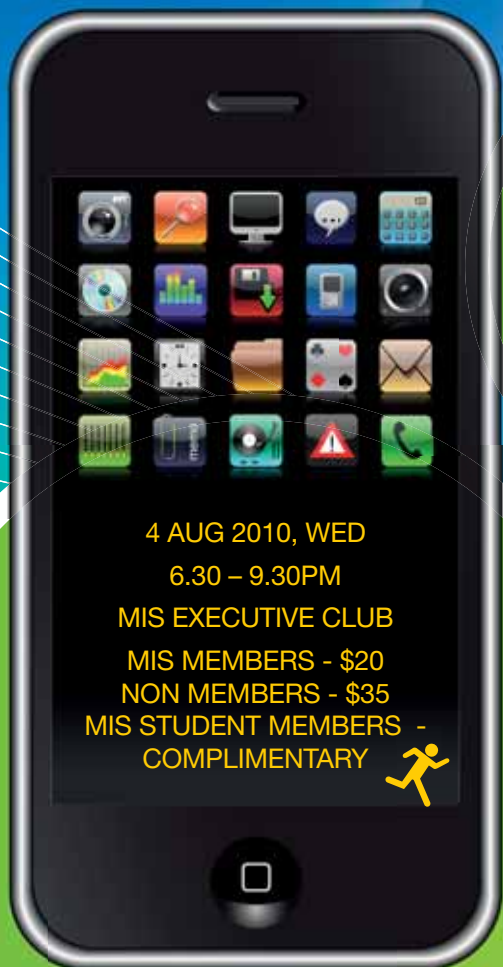 memo
4 AUG 2010, WED
6.30 – 9.30PM
MIS EXECUTIVE CLUB
MIS MEMBERS - $20
NON MEMBERS - $35
MIS STUDENT MEMBERS -
COMPLIMENTARY